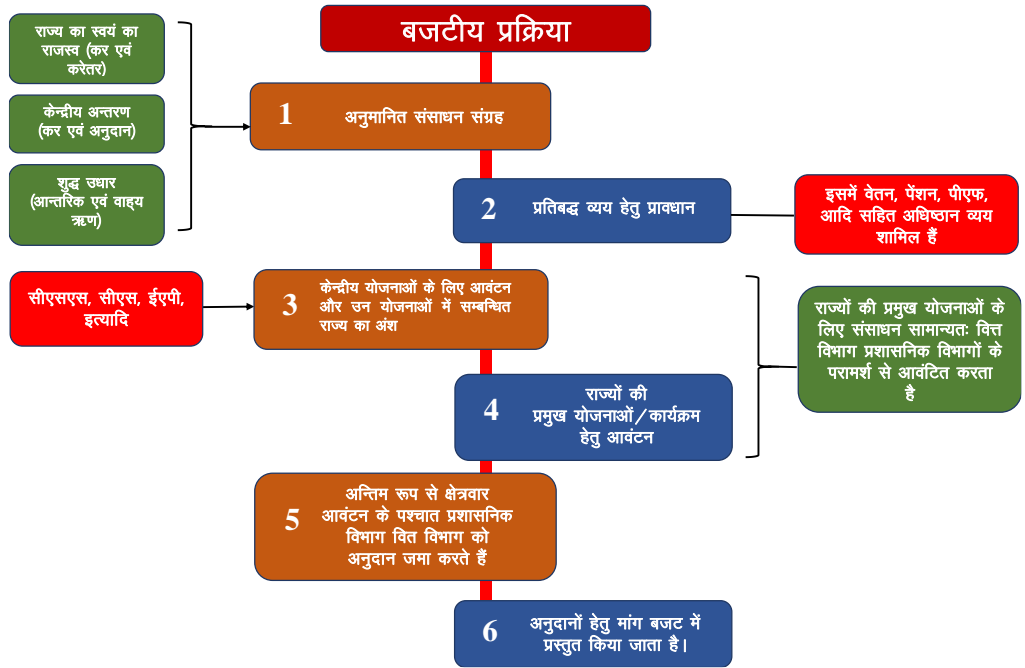 बजटीय प्रक्रिया
राज्य का स्वयं का
राजस्व (कर एवं
करेतर)
केन्द्रीय अन्तरण
(कर एवं अनुदान)
शुद्ध उधार
(आन्तरिक एवं वाह्य
ऋण)
1 अनुमानित संसाधन संग्रह
2 प्रतिबद्ध व्यय हेतु प्रावधान
इसमें वेतन, पेंशन, पीएफ,
आदि सहित अधिष्ठान व्यय
शामिल हैं
सीएसएस, सीएस, ईएपी,
इत्यादि
3
केन्द्रीय योजनाओं के लिए आवंटन
और उन योजनाओं में सम्बन्धित
राज्य का अंश
4
राज्यों की
प्रमुख योजनाओं/कार्यक्रम
हेतु आवंटन
राज्यों की प्रमुख योजनाओं के
लिए संसाधन सामान्यतः वित्त
विभाग प्रशासनिक विभागों के
परामर्श से आवंटित करता
है
5
अन्तिम रूप से क्षेत्रवार
आवंटन के पश्चात प्रशासनिक
विभाग वित विभाग को
अनुदान जमा करते हैं
6
अनुदानों हेतु मांग बजट में
प्रस्तुत किया जाता है।